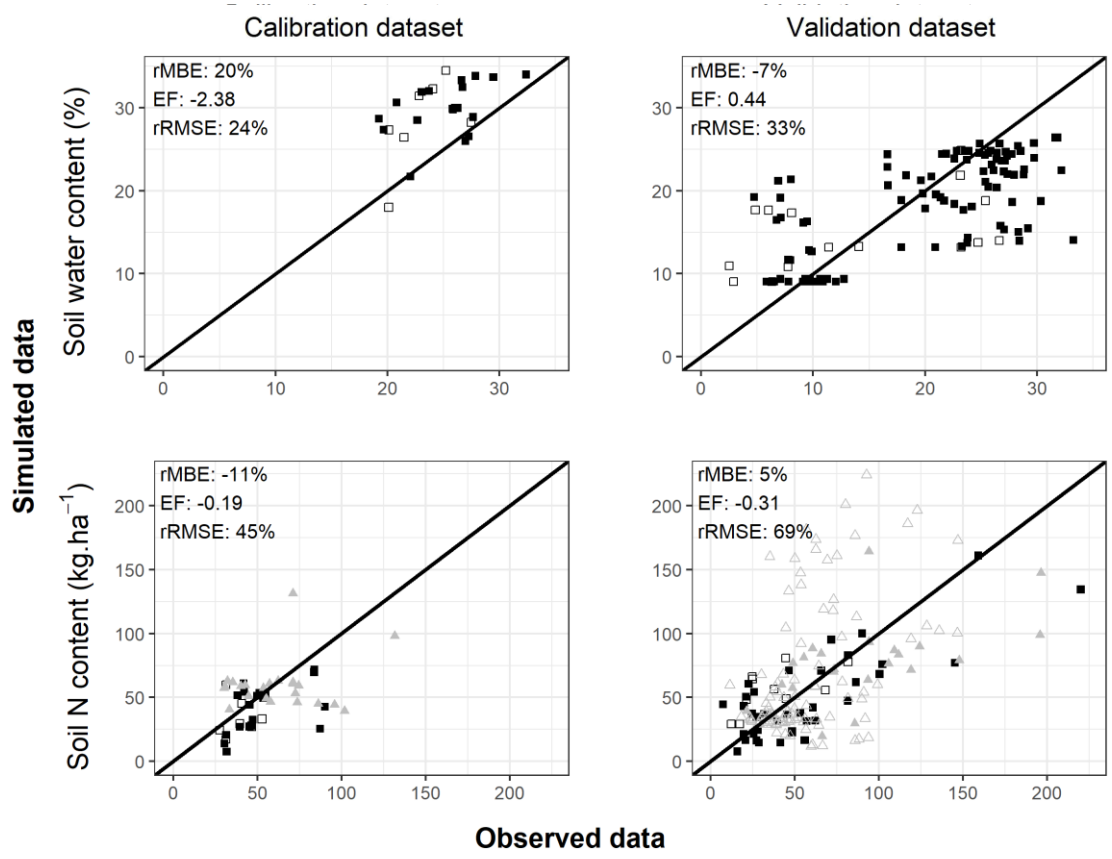 Calibration dataset
Validation dataset
rMBE: 20%
EF: -2.38
rRMSE: 24%
rMBE: -7%
EF: 0.44
rRMSE: 33%
Soil water content (%)
30
20
10
0
0 10 20 30
30
20
10
0
0 10 20 30
Simulated data
rMBE: -11%
EF: -0.19
rRMSE: 45%
rMBE: 5%
EF: -0.31
rRMSE: 69%
Soil N content (kg.ha⁻¹)
200
150
100
50
0
0 50 100 150 200
200
150
100
50
0
0 50 100 150 200
Observed data